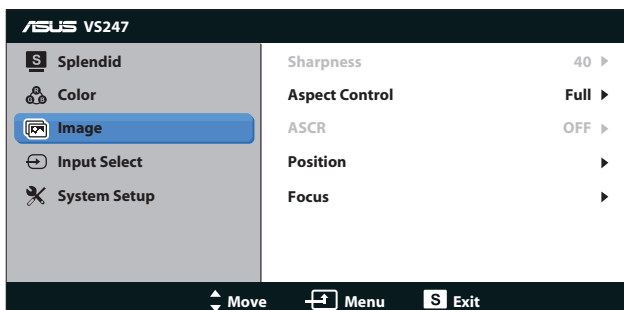 ASUS VS247
S Splendid
Color
Image
Input Select
System Setup
Sharpness 40
Aspect Control Full
ASCR OFF
Position
Focus
Move Menu S Exit